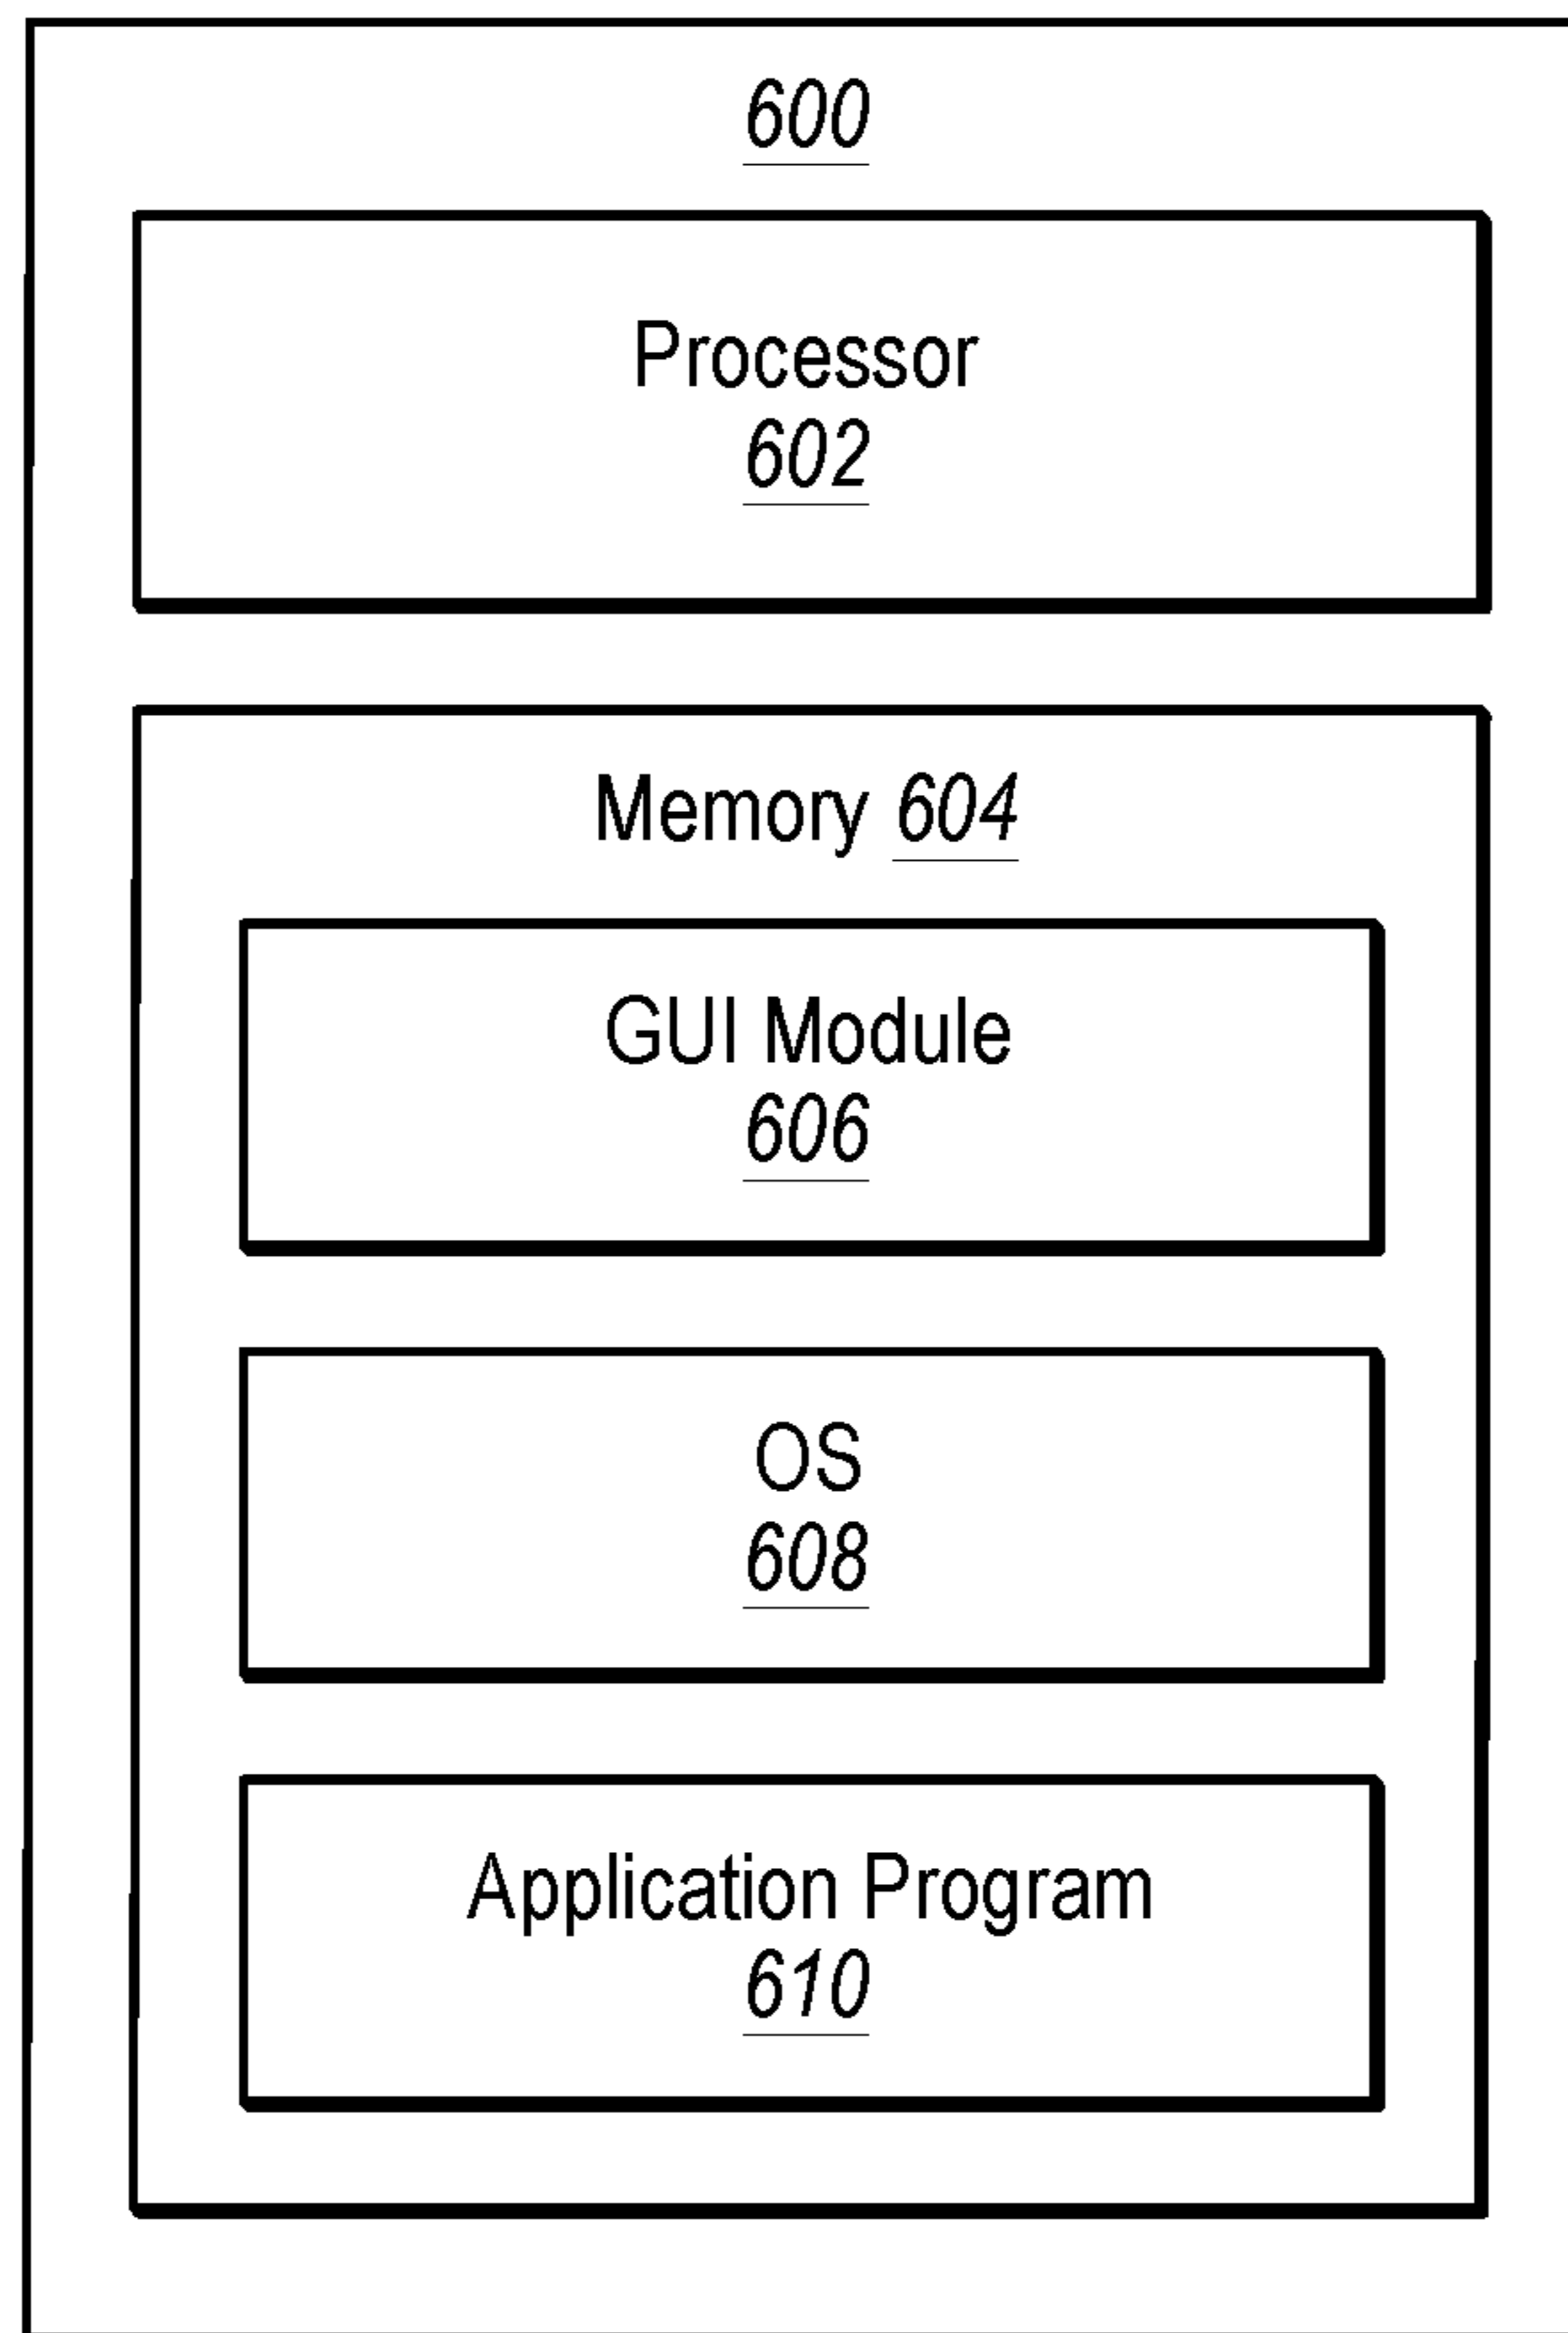 600
Processor
602
Memory 604
GUI Module
606
OS
608
Application Program
610